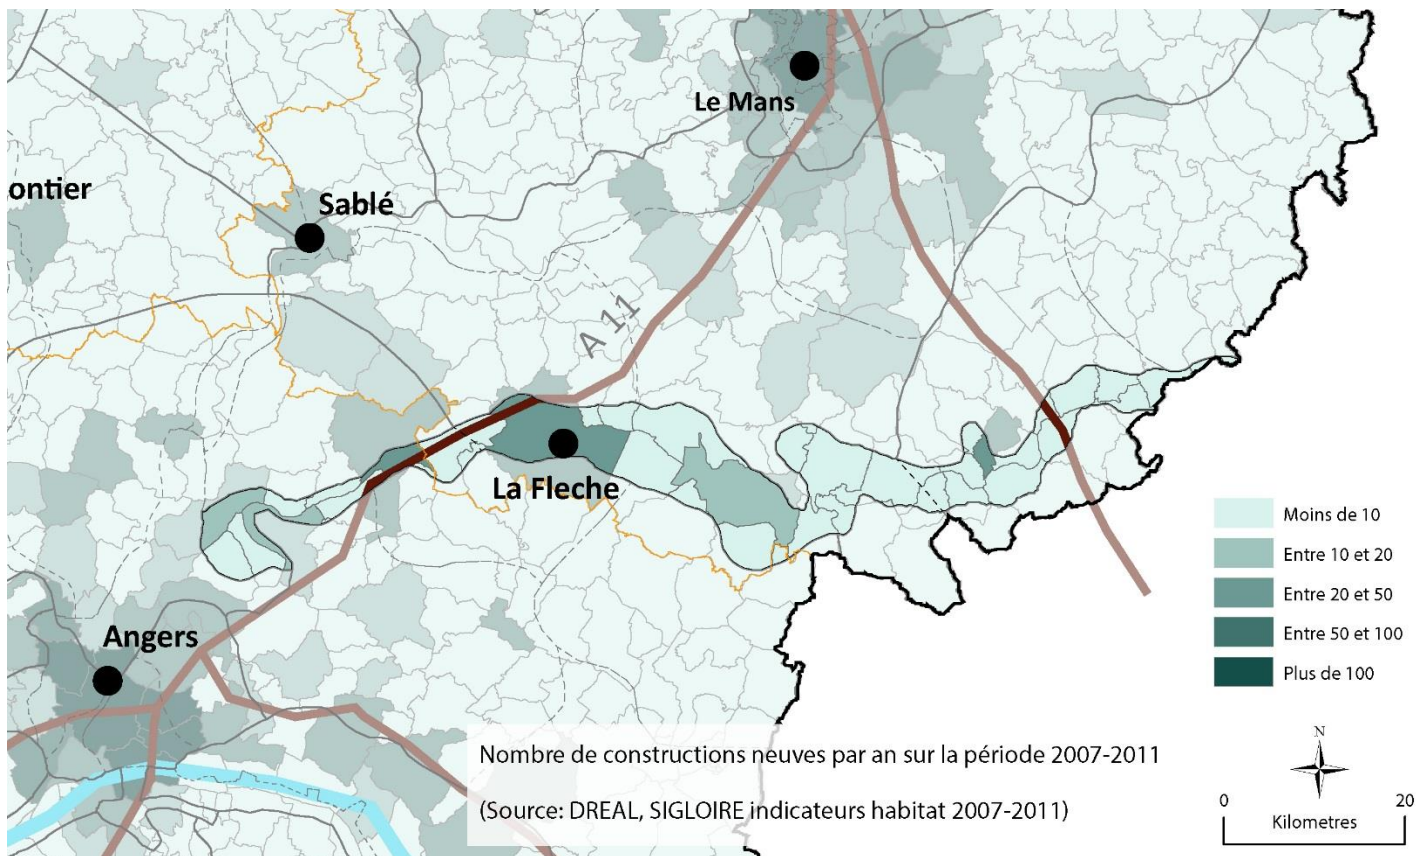 Le Mans
ontier
Sablé
A 11
La Fleche
Angers
Moins de 10
Entre 10 et 20
Entre 20 et 50
Entre 50 et 100
Plus de 100
Nombre de constructions neuves par an sur la période 2007-2011
(Source: DREAL, SIGLOIRE indicateurs habitat 2007-2011)
N
0 20
Kilometres